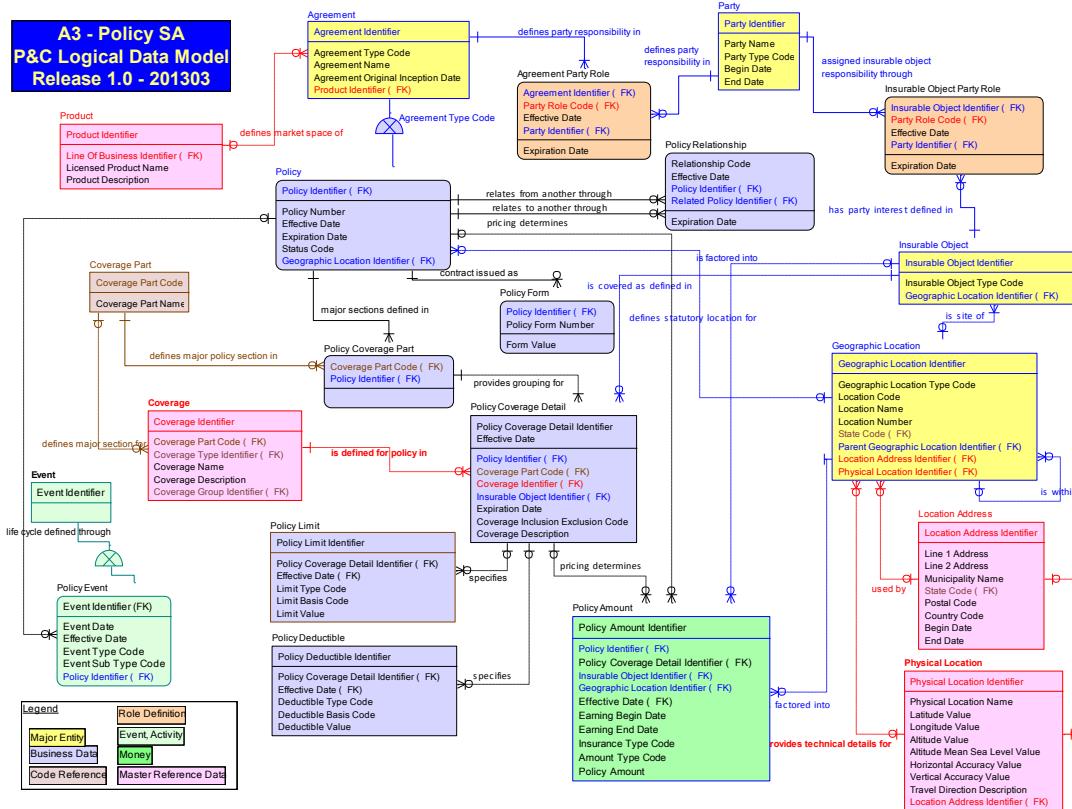 A3 - Policy SA
P&C Logical Data Model
Release 1.0 - 201303
Agreement
Agreement Identifier
Agreement Type Code
Agreement Name
Agreement Original Inception Date
Product Identifier ( FK)
defines party responsibility in
Party
Party Identifier
Party Name
Party Type Code
Begin Date
End Date
defines party
responsibility in
assigned insurable object
responsibility through
Agreement Party Role
Agreement Identifier ( FK)
Party Role Code ( FK)
Effective Date
Party Identifier ( FK)
Expiration Date
Insurable Object Party Role
Insurable Object Identifier ( FK)
Party Role Code ( FK)
Effective Date
Party Identifier ( FK)
Expiration Date
Product
Product Identifier
Line Of Business Identifier ( FK)
Licensed Product Name
Product Description
defines market space of
Agreement Type Code
Policy
Policy Identifier ( FK)
Policy Number
Effective Date
Expiration Date
Status Code
Geographic Location Identifier ( FK)
relates from another through
relates to another through
pricing determines
Policy Relationship
Relationship Code
Effective Date
Policy Identifier ( FK)
Related Policy Identifier ( FK)
Expiration Date
has party interest defined in
Insurable Object
Insurable Object Identifier
Insurable Object Type Code
Geographic Location Identifier ( FK)
is factored into
contract issued as
is covered as defined in
Coverage Part
Coverage Part Code
Coverage Part Name
major sections defined in
Policy Form
Policy Identifier ( FK)
Policy Form Number
Form Value
defines statutory location for
is site of
defines major policy section in
Policy Coverage Part
Coverage Part Code ( FK)
Policy Identifier ( FK)
provides grouping for
Geographic Location
Geographic Location Identifier
Geographic Location Type Code
Location Code
Location Name
Location Number
State Code ( FK)
Parent Geographic Location Identifier ( FK)
Location Address Identifier ( FK)
Physical Location Identifier ( FK)
is withi
Coverage
Coverage Identifier
Coverage Part Code ( FK)
Coverage Type Identifier ( FK)
Coverage Name
Coverage Description
Coverage Group Identifier ( FK)
defines major section for
is defined for policy in
Policy Coverage Detail
Policy Coverage Detail Identifier
Effective Date
Policy Identifier ( FK)
Coverage Part Code ( FK)
Coverage Identifier ( FK)
Insurable Object Identifier ( FK)
Expiration Date
Coverage Inclusion Exclusion Code
Coverage Description
Event
Event Identifier
life cycle defined through
Policy Event
Event Identifier (FK)
Event Date
Effective Date
Event Type Code
Event Sub Type Code
Policy Identifier ( FK)
Policy Limit
Policy Limit Identifier
Policy Coverage Detail Identifier ( FK)
Effective Date ( FK)
Limit Type Code
Limit Basis Code
Limit Value
specifies
pricing determines
Location Address
Location Address Identifier
Line 1 Address
Line 2 Address
Municipality Name
State Code ( FK)
Postal Code
Country Code
Begin Date
End Date
used by
Policy Deductible
Policy Deductible Identifier
Policy Coverage Detail Identifier ( FK)
Effective Date ( FK)
Deductible Type Code
Deductible Basis Code
Deductible Value
specifies
Policy Amount
Policy Amount Identifier
Policy Identifier ( FK)
Policy Coverage Detail Identifier ( FK)
Insurable Object Identifier ( FK)
Geographic Location Identifier ( FK)
Effective Date ( FK)
Earning Begin Date
Earning End Date
Insurance Type Code
Amount Type Code
Policy Amount
factored into
rovides technical details for
Physical Location
Physical Location Identifier
Physical Location Name
Latitude Value
Longitude Value
Altitude Value
Altitude Mean Sea Level Value
Horizontal Accuracy Value
Vertical Accuracy Value
Travel Direction Description
Location Address Identifier ( FK)
Legend
Major Entity
Business Data
Code Reference
Role Definition
Event, Activity
Money
Master Reference Data